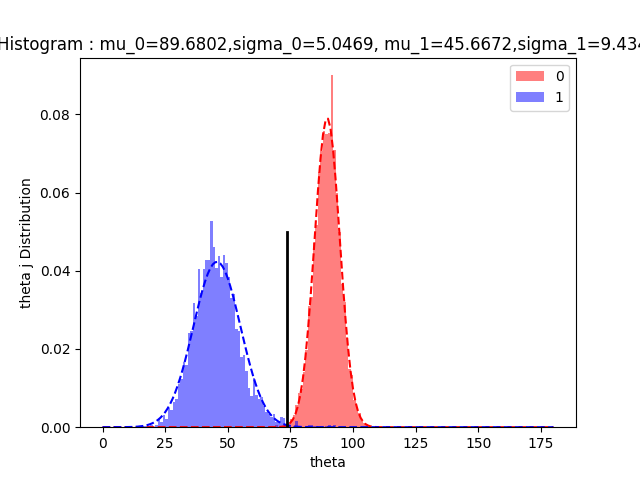 Histogram : mu_0=89.6802,sigma_0=5.0469, mu_1=45.6672,sigma_1=9.434
0
1
theta j Distribution
0.08
0.06
0.04
0.02
0.00
0 25 50 75 100 125 150 175
theta